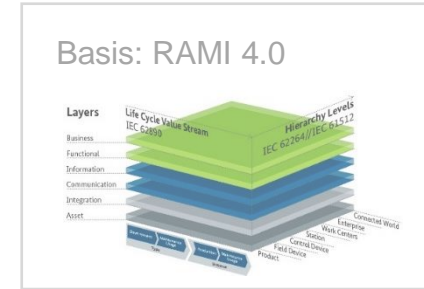 Basis: RAMI 4.0
Layers
Life Cycle Value Stream
IEC 62890
Hierarchy Levels
IEC 62264//IEC 61512
Business
Functional
Information
Communication
Integration
Asset
Connected World
Enterprise
Work Centers
Station
Control Device
Field Device
Product
Type